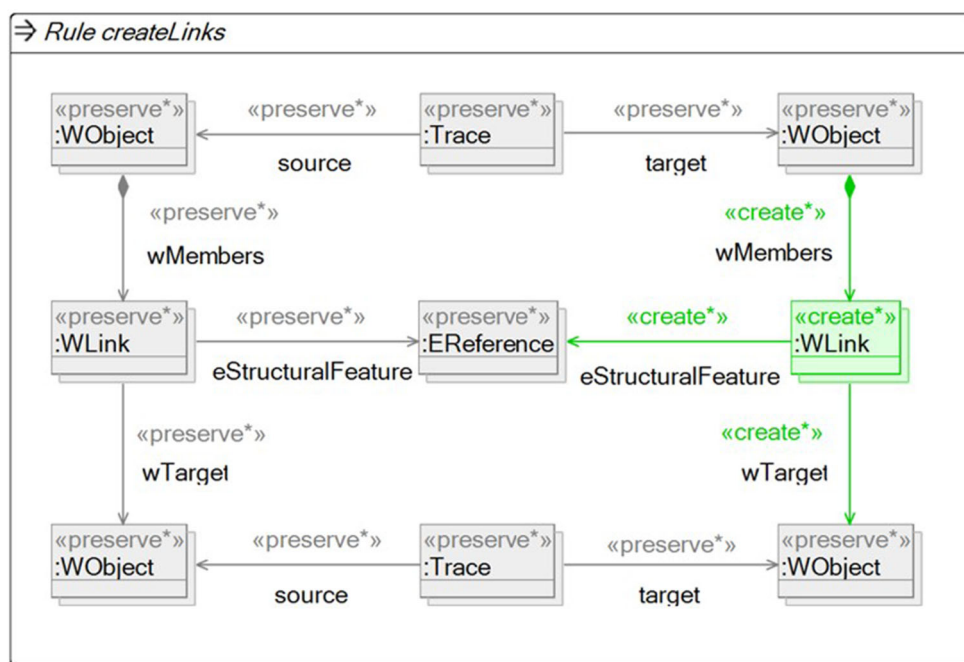 ⇒ Rule createLinks
«preserve*» «preserve*» «preserve*» «preserve*» «preserve*»
:WObject :Trace :WObject
source target
«preserve*» «create*»
wMembers wMembers
«preserve*» «preserve*» «preserve*» «create*» «create*»
:WLink :EReference :WLink
eStructuralFeature eStructuralFeature
«preserve*» «create*»
wTarget wTarget
«preserve*» «preserve*» «preserve*» «preserve*» «preserve*»
:WObject :Trace :WObject
source target